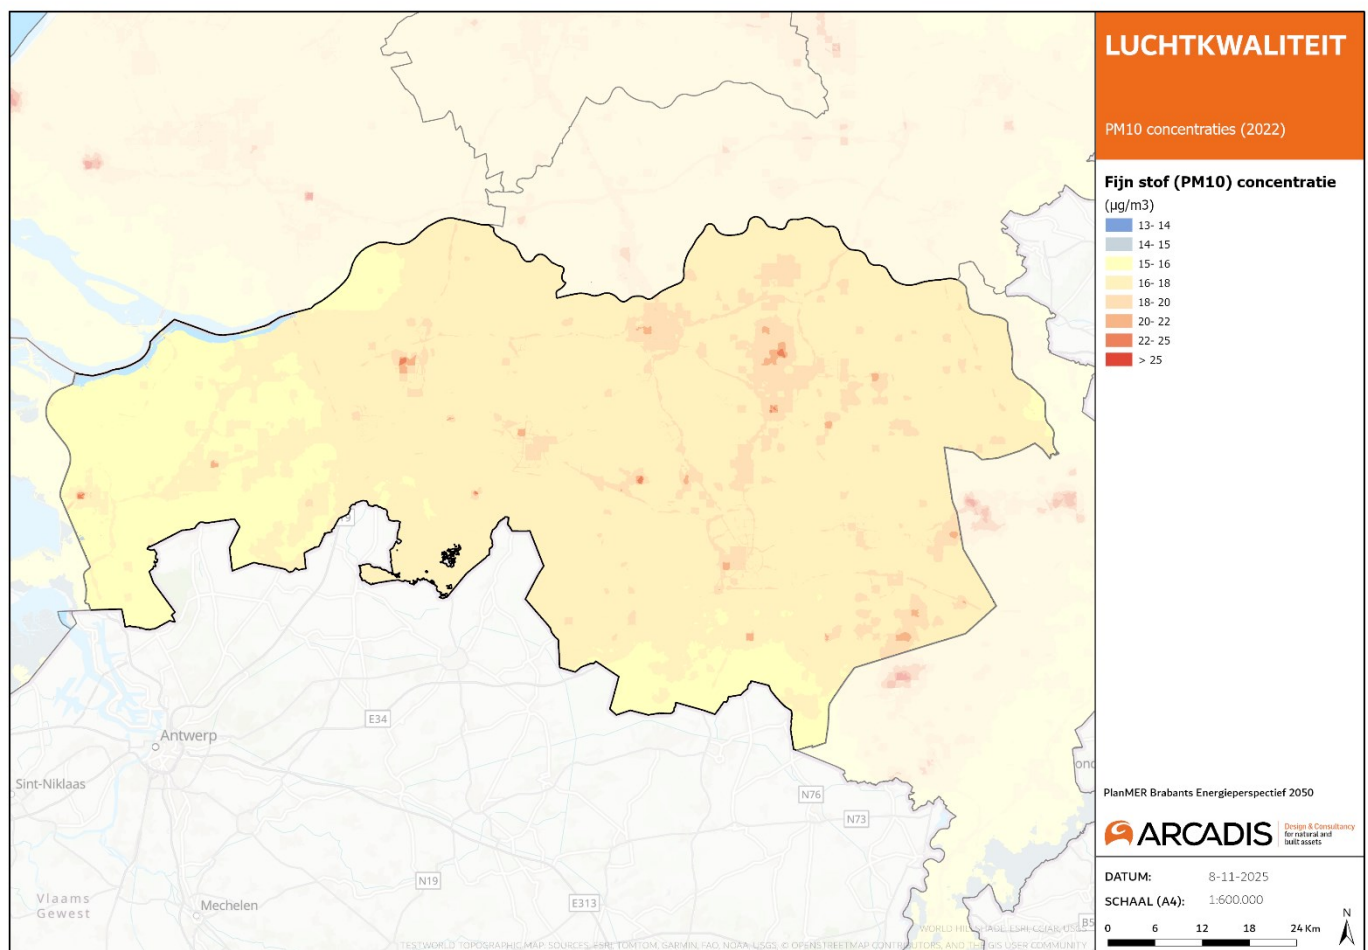 LUCHTKWALITEIT
PM10 concentraties (2022)
Fijn stof (PM10) concentratie
(µg/m3)
13- 14
14- 15
15- 16
16- 18
18- 20
20- 22
22- 25
> 25
E34
Antwerp
Sint-Niklaas
N76
N73
N19
E313
Vlaams
Gewest
Mechelen
PlanMER Brabants Energieperspectief 2050
ARCADIS
Design & Consultancy
for natural and
built assets
DATUM: 8-11-2025
SCHAAL (A4): 1:600.000
N
0 6 12 18 24 Km